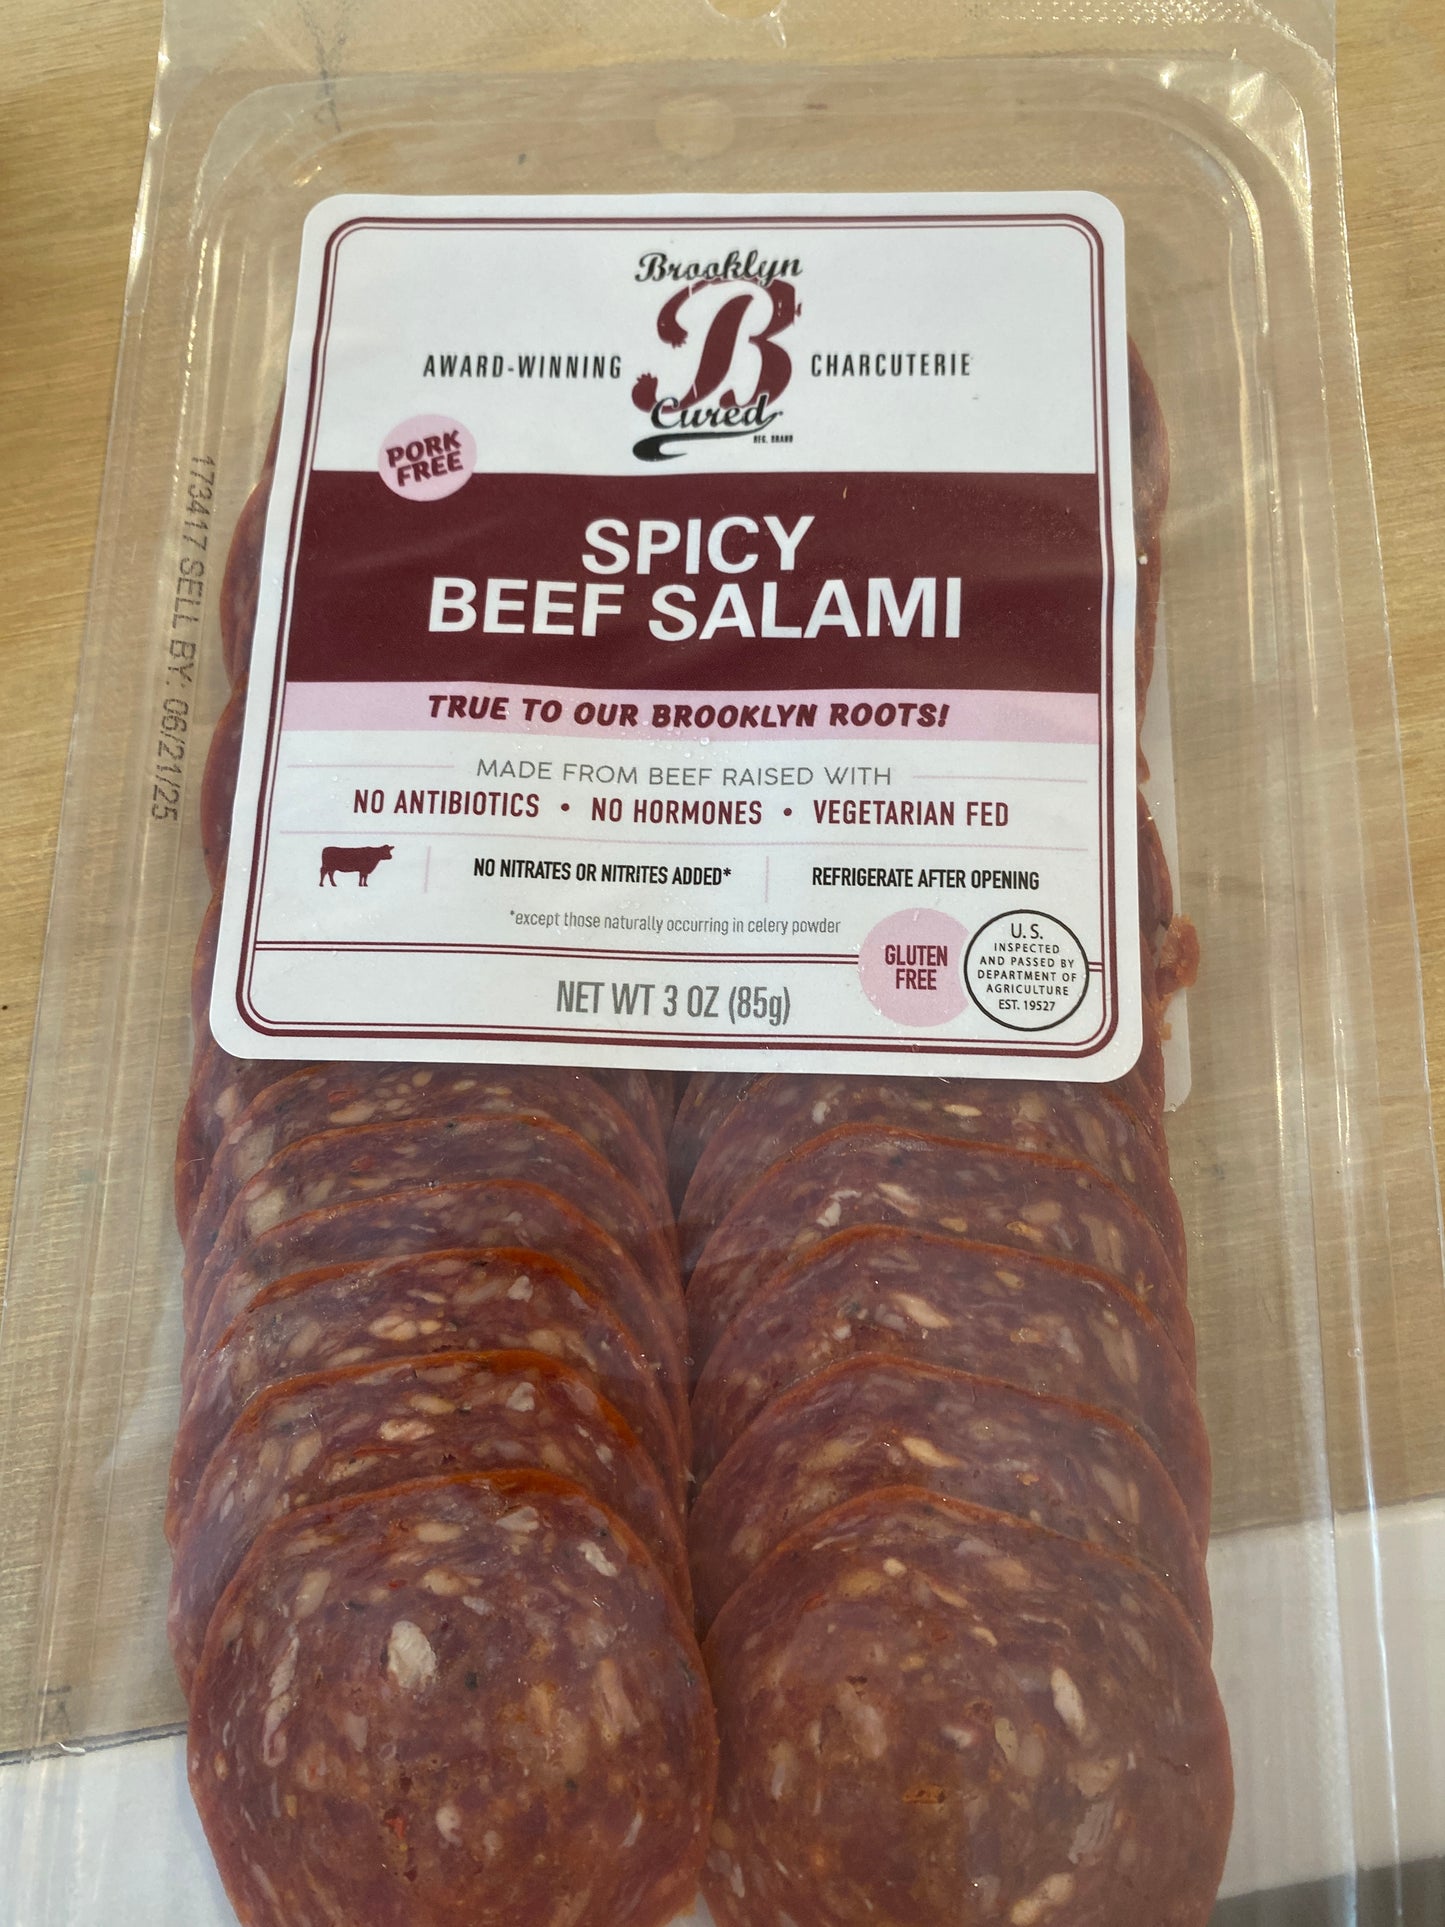 Brooklyn
B
AWARD-WINNING CHARCUTERIE
Cured
REG. BRAND
PORK
FREE
SPICY
BEEF SALAMI
TRUE TO OUR BROOKLYN ROOTS!
MADE FROM BEEF RAISED WITH
NO ANTIBIOTICS • NO HORMONES • VEGETARIAN FED
NO NITRATES OR NITRITES ADDED*
REFRIGERATE AFTER OPENING
*except those naturally occurring in celery powder
GLUTEN
FREE
U.S.
INSPECTED
AND PASSED BY
DEPARTMENT OF
AGRICULTURE
EST. 19527
NET WT 3 OZ (85g)
173417 SELL BY: 06/21/25